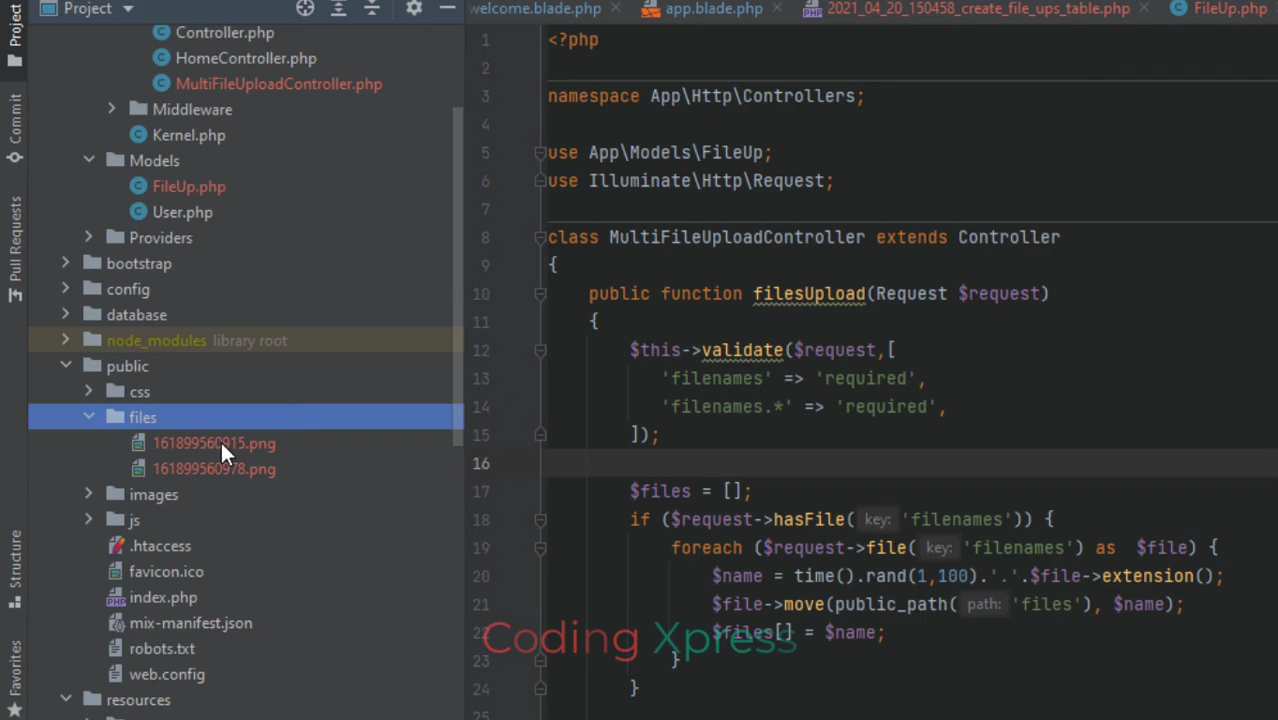 Project
welcome.blade.php
app.blade.php
2021_04_20_150458_create_file_ups_table.php
FileUp.php
Project
Commit
Pull Requests
Structure
Favorites
Controller.php
HomeController.php
MultiFileUploadController.php
Middleware
Kernel.php
Models
FileUp.php
User.php
Providers
bootstrap
config
database
node_modules library root
public
css
files
161899560915.png
161899560978.png
images
js
.htaccess
favicon.ico
index.php
mix-manifest.json
robots.txt
web.config
resources
1 <?php
2
3 namespace App\Http\Controllers;
4
5 use App\Models\FileUp;
6 use Illuminate\Http\Request;
7
8 class MultiFileUploadController extends Controller
9 {
10 public function filesUpload(Request $request)
11 {
12 $this->validate($request,[
13 'filenames' => 'required',
14 'filenames.*' => 'required',
15 ]);
16
17 $files = [];
18 if ($request->hasFile( key: 'filenames')) {
19 foreach ($request->file( key: 'filenames') as $file) {
20 $name = time().rand(1,100).'.'.$file->extension();
21 $file->move(public_path( path: 'files'), $name);
22 $files[] = $name;
23 }
24 }
25
Coding Xpress